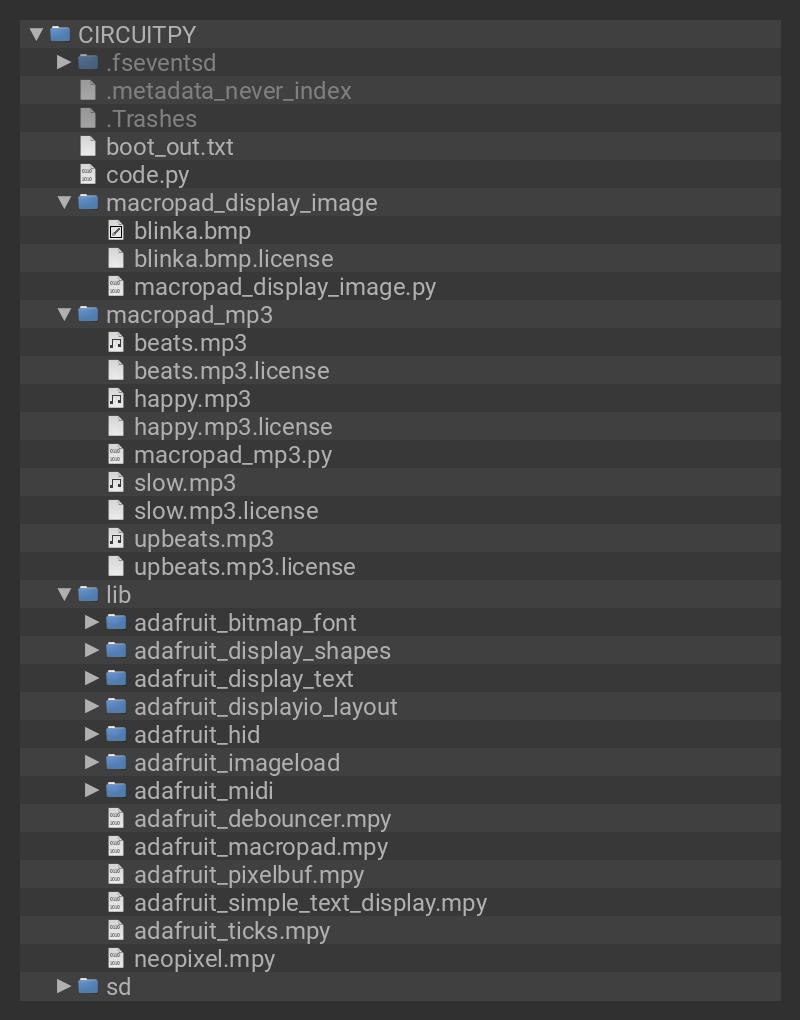 CIRCUITPY
.fseventsd
.metadata_never_index
.Trashes
boot_out.txt
code.py
macropad_display_image
blinka.bmp
blinka.bmp.license
macropad_display_image.py
macropad_mp3
beats.mp3
beats.mp3.license
happy.mp3
happy.mp3.license
macropad_mp3.py
slow.mp3
slow.mp3.license
upbeats.mp3
upbeats.mp3.license
lib
adafruit_bitmap_font
adafruit_display_shapes
adafruit_display_text
adafruit_displayio_layout
adafruit_hid
adafruit_imageload
adafruit_midi
adafruit_debouncer.mpy
adafruit_macropad.mpy
adafruit_pixelbuf.mpy
adafruit_simple_text_display.mpy
adafruit_ticks.mpy
neopixel.mpy
sd